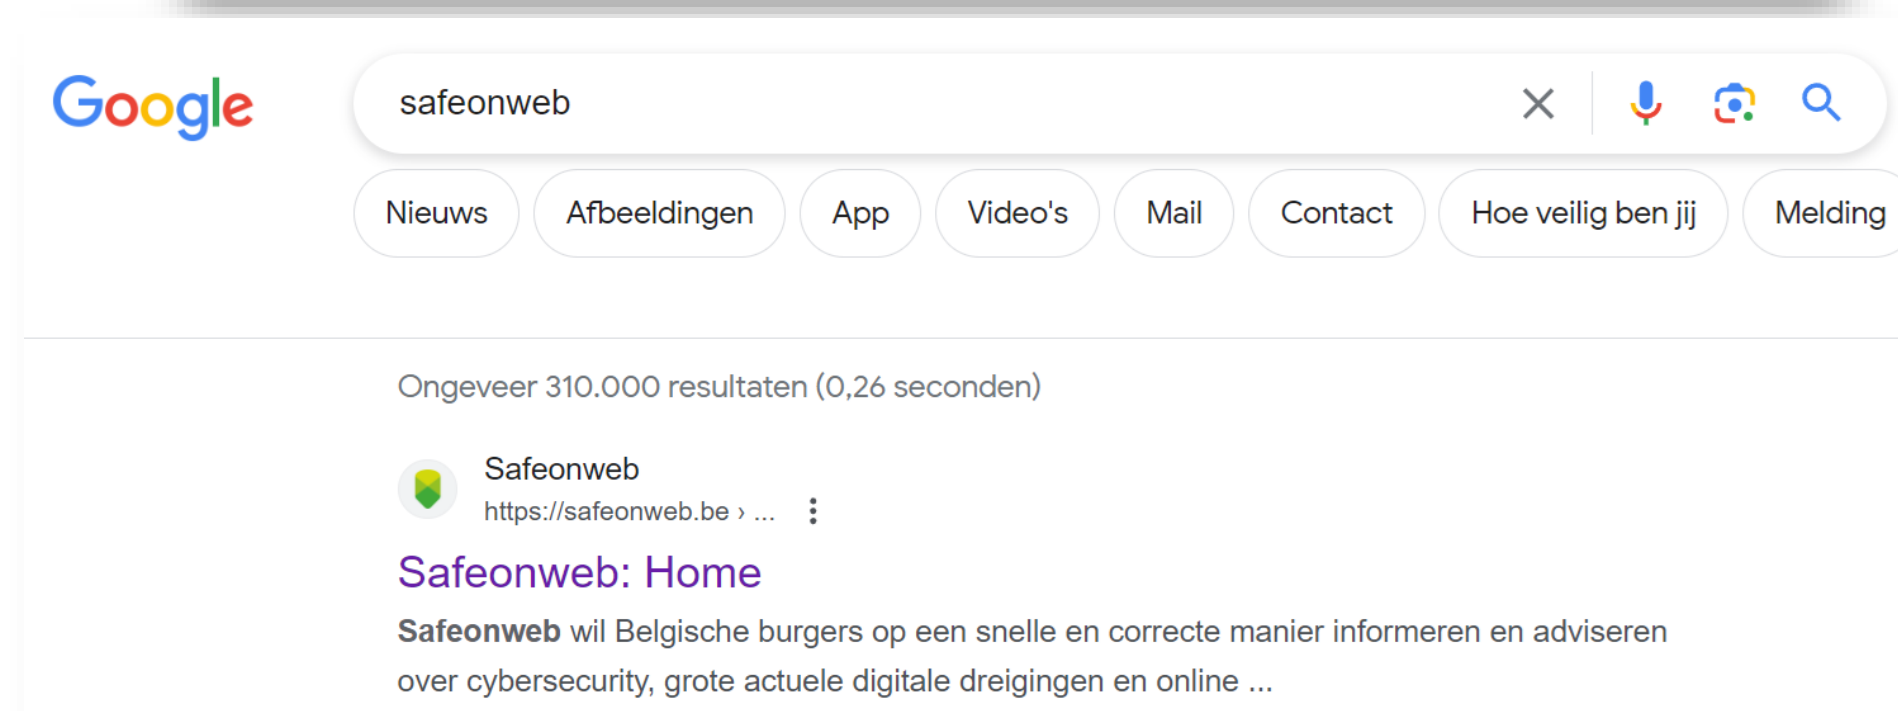 Google
safeonweb
Nieuws Afbeeldingen App Video's Mail Contact Hoe veilig ben jij Melding
Ongeveer 310.000 resultaten (0,26 seconden)
Safeonweb
https://safeonweb.be › ...
Safeonweb: Home
Safeonweb wil Belgische burgers op een snelle en correcte manier informeren en adviseren
over cybersecurity, grote actuele digitale dreigingen en online ...